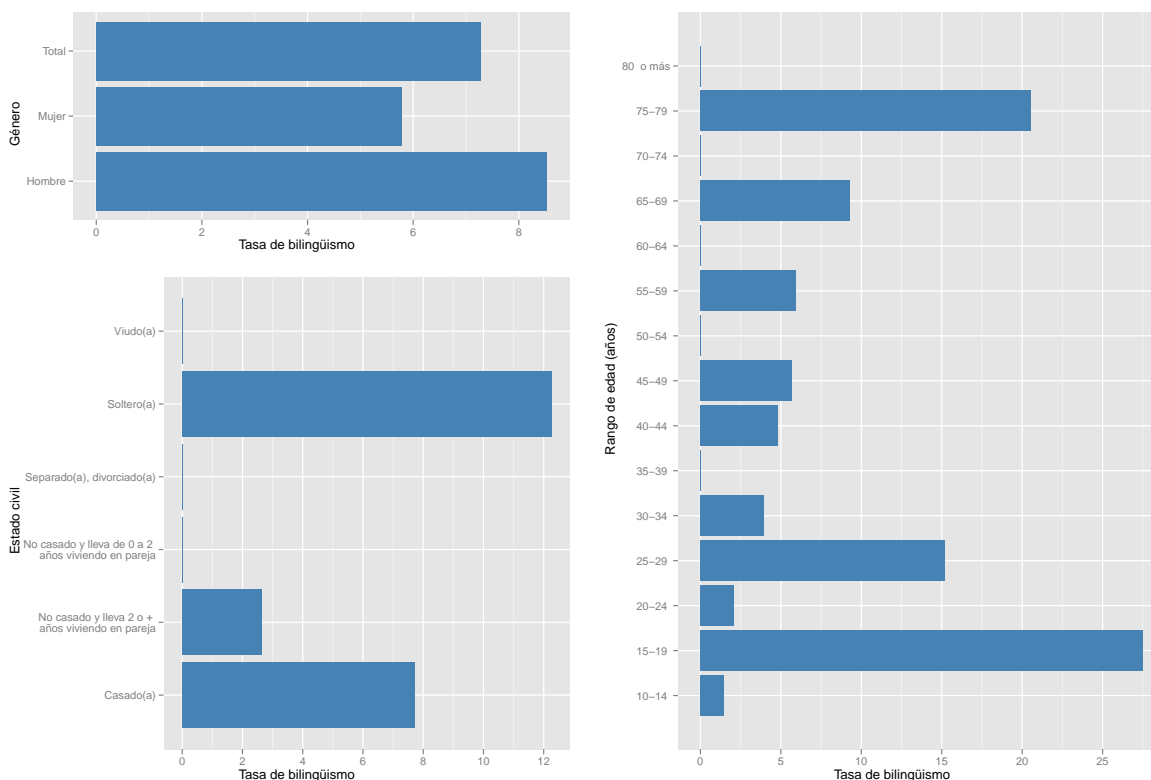 Género
Total
Mujer
Hombre
0 2 4 6 8
Tasa de bilingüismo
Estado civil
Viudo(a)
Soltero(a)
Separado(a), divorciado(a)
No casado y lleva de 0 a 2
años viviendo en pareja
No casado y lleva 2 o +
años viviendo en pareja
Casado(a)
0 2 4 6 8 10 12
Tasa de bilingüismo
Rango de edad (años)
80 o más
75−79
70−74
65−69
60−64
55−59
50−54
45−49
40−44
35−39
30−34
25−29
20−24
15−19
10−14
0 5 10 15 20 25
Tasa de bilingüismo